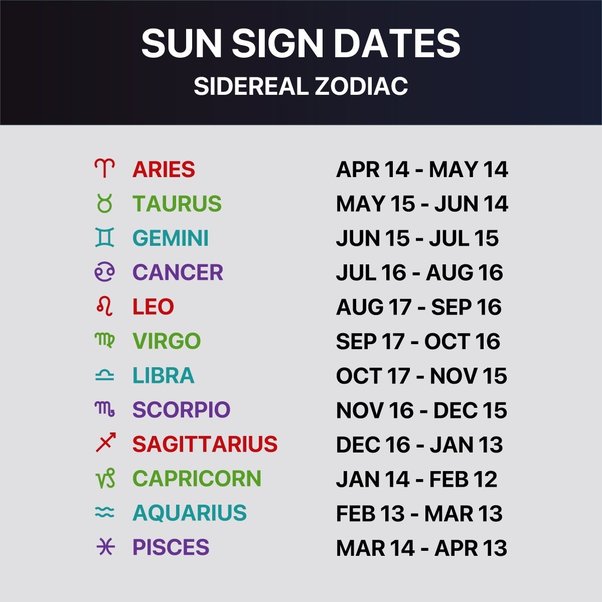 SUN SIGN DATES
SIDEREAL ZODIAC
♈ ARIES APR 14 - MAY 14
♉ TAURUS MAY 15 - JUN 14
♊ GEMINI JUN 15 - JUL 15
♋ CANCER JUL 16 - AUG 16
♌ LEO AUG 17 - SEP 16
♍ VIRGO SEP 17 - OCT 16
♎ LIBRA OCT 17 - NOV 15
♏ SCORPIO NOV 16 - DEC 15
♐ SAGITTARIUS DEC 16 - JAN 13
♑ CAPRICORN JAN 14 - FEB 12
♒ AQUARIUS FEB 13 - MAR 13
♓ PISCES MAR 14 - APR 13